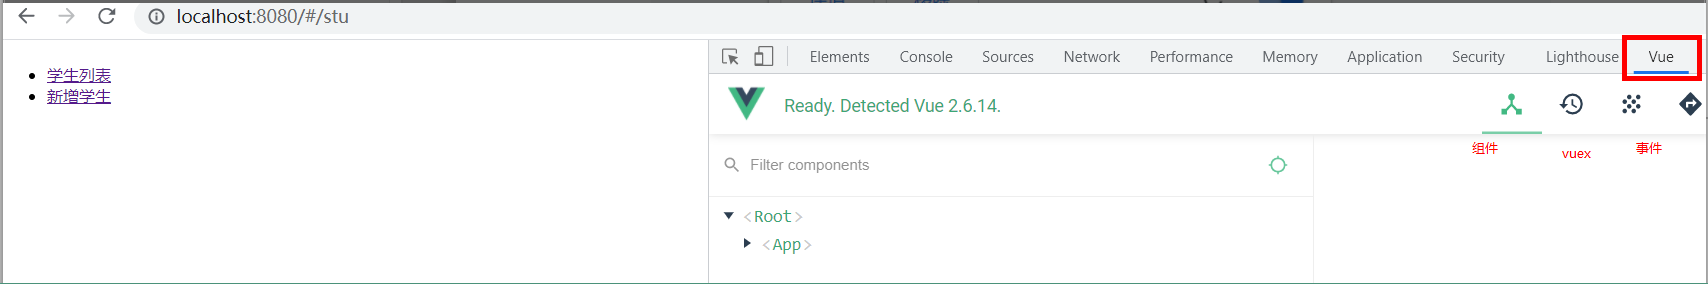 localhost:8080/#/stu
学生列表
新增学生
Elements Console Sources Network Performance Memory Application Security Lighthouse Vue
Ready. Detected Vue 2.6.14.
组件 vuex 事件
Filter components
<Root>
<App>